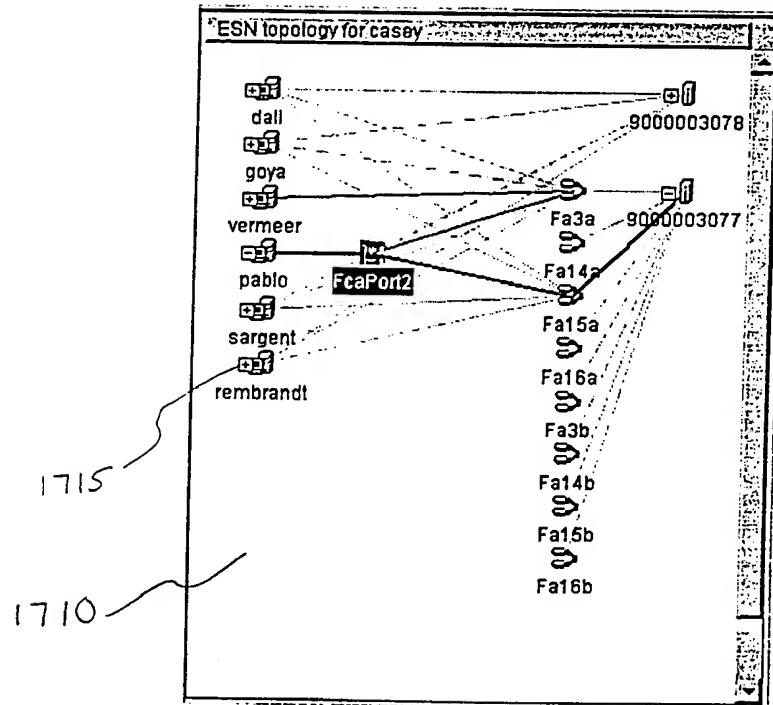 ESN topology for casey
dali
9000003078
goya
vermeer
Fa3a
9000003077
pablo
FcaPort2
Fa14a
sargent
Fa15a
rembrandt
Fa16a
Fa3b
1715
Fa14b
Fa15b
Fa16b
1710